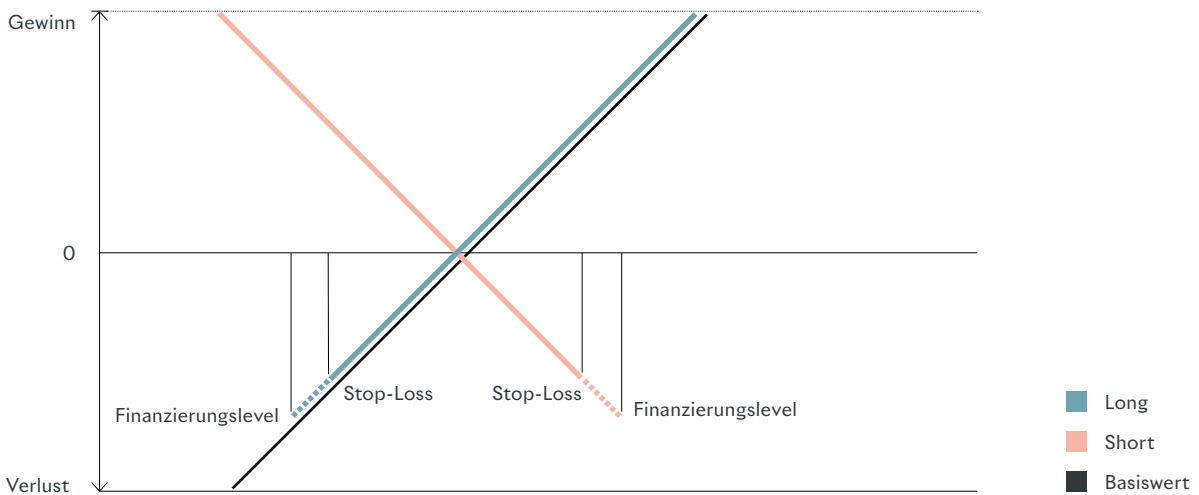 Gewinn
0
Stop-Loss
Stop-Loss
Finanzierungslevel
Finanzierungslevel
Verlust
Long
Short
Basiswert